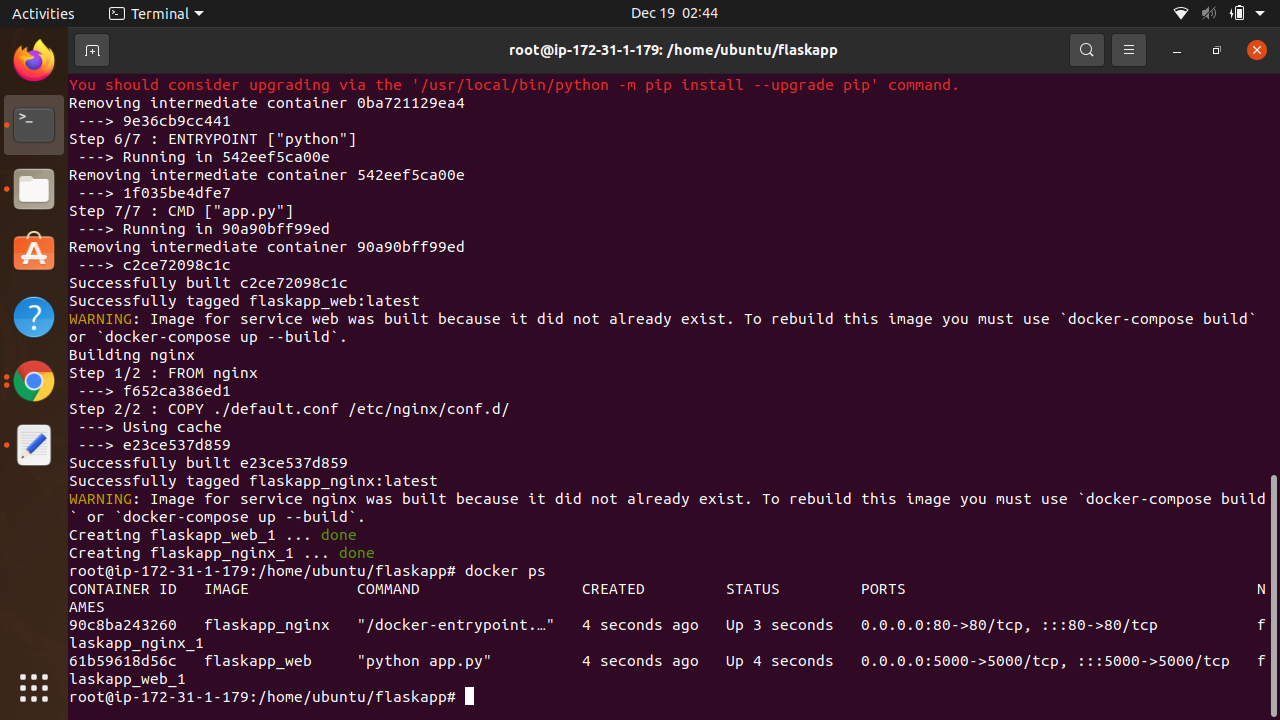 Activities Terminal Dec 19 02:44
root@ip-172-31-1-179: /home/ubuntu/flaskapp
You should consider upgrading via the '/usr/local/bin/python -m pip install --upgrade pip' command.
Removing intermediate container 0ba721129ea4
 ---> 9e36cb9cc441
Step 6/7 : ENTRYPOINT ["python"]
 ---> Running in 542eef5ca00e
Removing intermediate container 542eef5ca00e
 ---> 1f035be4dfe7
Step 7/7 : CMD ["app.py"]
 ---> Running in 90a90bff99ed
Removing intermediate container 90a90bff99ed
 ---> c2ce72098c1c
Successfully built c2ce72098c1c
Successfully tagged flaskapp_web:latest
WARNING: Image for service web was built because it did not already exist. To rebuild this image you must use `docker-compose build`
or `docker-compose up --build`.
Building nginx
Step 1/2 : FROM nginx
 ---> f652ca386ed1
Step 2/2 : COPY ./default.conf /etc/nginx/conf.d/
 ---> Using cache
 ---> e23ce537d859
Successfully built e23ce537d859
Successfully tagged flaskapp_nginx:latest
WARNING: Image for service nginx was built because it did not already exist. To rebuild this image you must use `docker-compose build
` or `docker-compose up --build`.
Creating flaskapp_web_1 ... done
Creating flaskapp_nginx_1 ... done
root@ip-172-31-1-179:/home/ubuntu/flaskapp# docker ps
CONTAINER ID   IMAGE            COMMAND                  CREATED         STATUS         PORTS                                       N
AMES
90c8ba243260   flaskapp_nginx   "/docker-entrypoint.…"   4 seconds ago   Up 3 seconds   0.0.0.0:80->80/tcp, :::80->80/tcp           f
laskapp_nginx_1
61b59618d56c   flaskapp_web     "python app.py"          4 seconds ago   Up 4 seconds   0.0.0.0:5000->5000/tcp, :::5000->5000/tcp   f
laskapp_web_1
root@ip-172-31-1-179:/home/ubuntu/flaskapp#